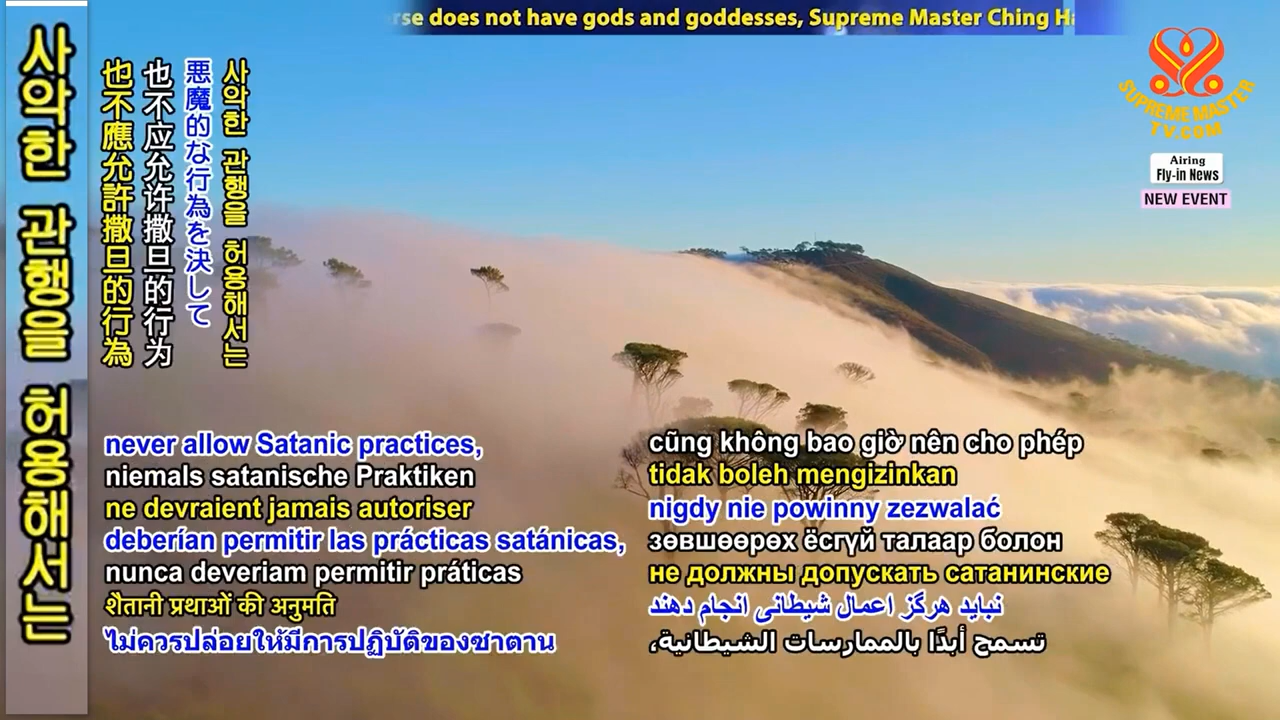 rse does not have gods and goddesses, Supreme Master Ching Ha
SUPREME MASTER
TV.COM
Airing
Fly-in News
NEW EVENT
사악한 관행을 허용해서는
也不應允許撒旦的行為
也不应允许撒旦的行为
悪魔的な行為を決して
사악한 관행을 허용해서는
never allow Satanic practices,
niemals satanische Praktiken
ne devraient jamais autoriser
deberían permitir las prácticas satánicas,
nunca deveriam permitir práticas
शैतानी प्रथाओं की अनुमति
ไม่ควรปล่อยให้มีการปฏิบัติของซาตาน
cũng không bao giờ nên cho phép
tidak boleh mengizinkan
nigdy nie powinny zezwalać
зөвшөөрөх ёсгүй талаар болон
не должны допускать сатанинские
نباید هرگز اعمال شیطانی انجام دهند
تسمح أبدًا بالممارسات الشيطانية،